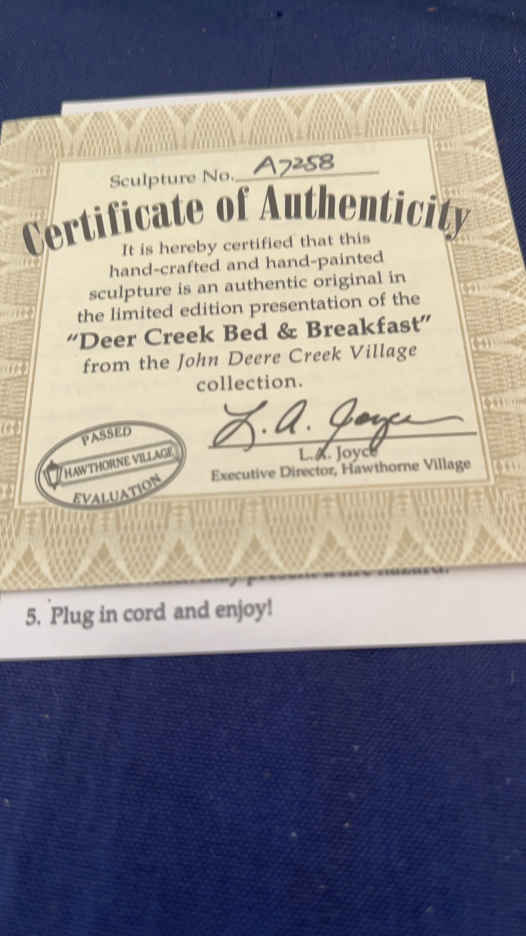 Sculpture No. A7258
Certificate of Authenticity
It is hereby certified that this
hand-crafted and hand-painted
sculpture is an authentic original in
the limited edition presentation of the
“Deer Creek Bed & Breakfast”
from the John Deere Creek Village
collection.
L. A. Joyce
L.A. Joyce
Executive Director, Hawthorne Village
PASSED
HAWTHORNE VILLAGE
EVALUATION
5. Plug in cord and enjoy!